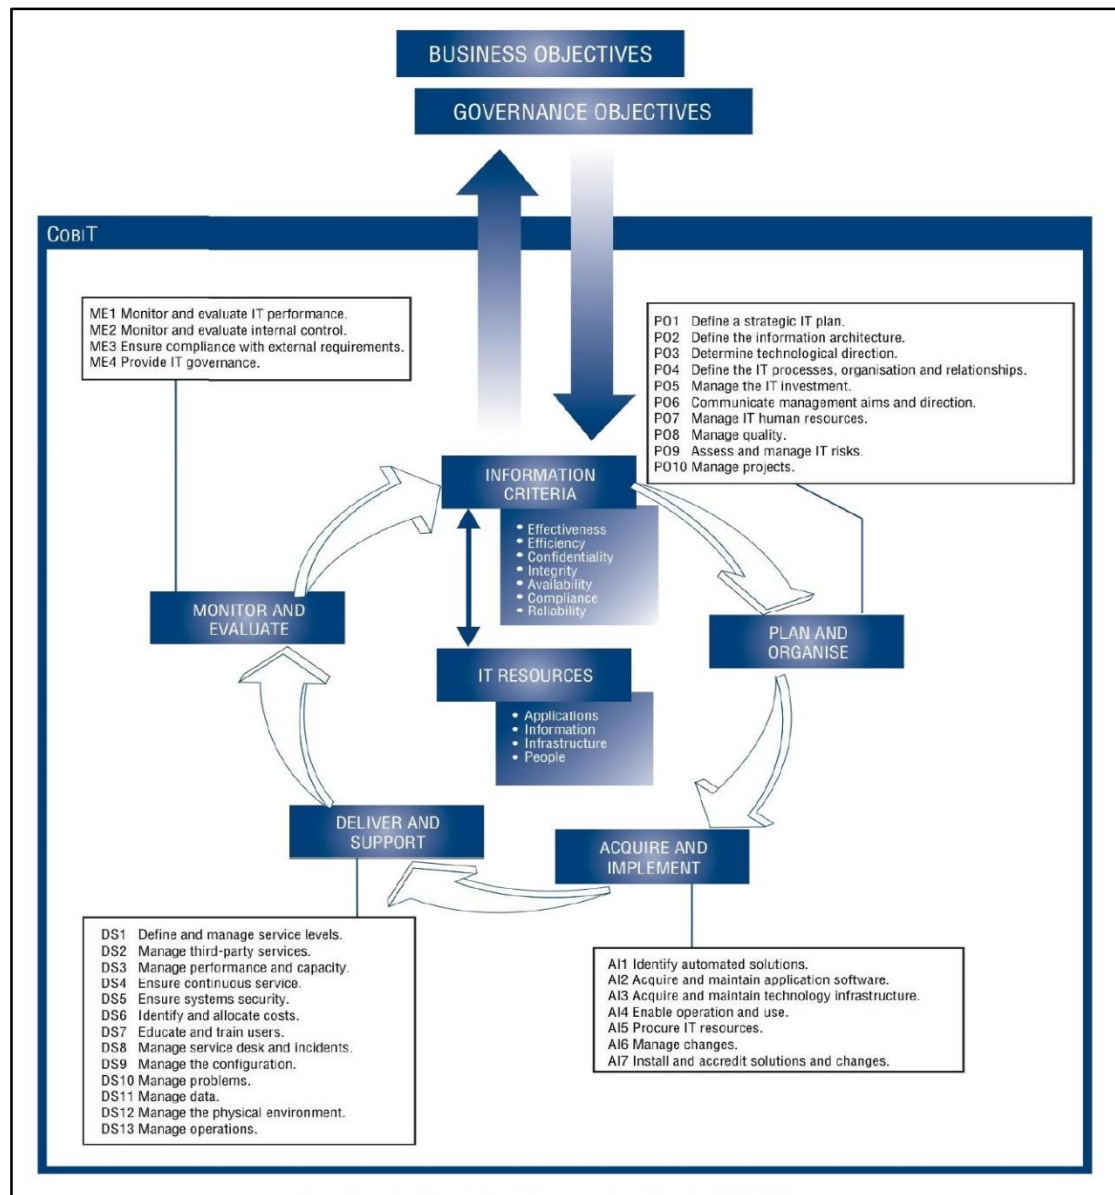 BUSINESS OBJECTIVES
GOVERNANCE OBJECTIVES
COBIT
ME1 Monitor and evaluate IT performance.
ME2 Monitor and evaluate internal control.
ME3 Ensure compliance with external requirements.
ME4 Provide IT governance.
PO1 Define a strategic IT plan.
PO2 Define the information architecture.
PO3 Determine technological direction.
PO4 Define the IT processes, organisation and relationships.
PO5 Manage the IT investment.
PO6 Communicate management aims and direction.
PO7 Manage IT human resources.
PO8 Manage quality.
PO9 Assess and manage IT risks.
PO10 Manage projects.
INFORMATION
CRITERIA
• Effectiveness
• Efficiency
• Confidentiality
• Integrity
• Availability
• Compliance
• Reliability
MONITOR AND
EVALUATE
PLAN AND
ORGANISE
IT RESOURCES
• Applications
• Information
• Infrastructure
• People
DELIVER AND
SUPPORT
ACQUIRE AND
IMPLEMENT
DS1 Define and manage service levels.
DS2 Manage third-party services.
DS3 Manage performance and capacity.
DS4 Ensure continuous service.
DS5 Ensure systems security.
DS6 Identify and allocate costs.
DS7 Educate and train users.
DS8 Manage service desk and incidents.
DS9 Manage the configuration.
DS10 Manage problems.
DS11 Manage data.
DS12 Manage the physical environment.
DS13 Manage operations.
AI1 Identify automated solutions.
AI2 Acquire and maintain application software.
AI3 Acquire and maintain technology infrastructure.
AI4 Enable operation and use.
AI5 Procure IT resources.
AI6 Manage changes.
AI7 Install and accredit solutions and changes.